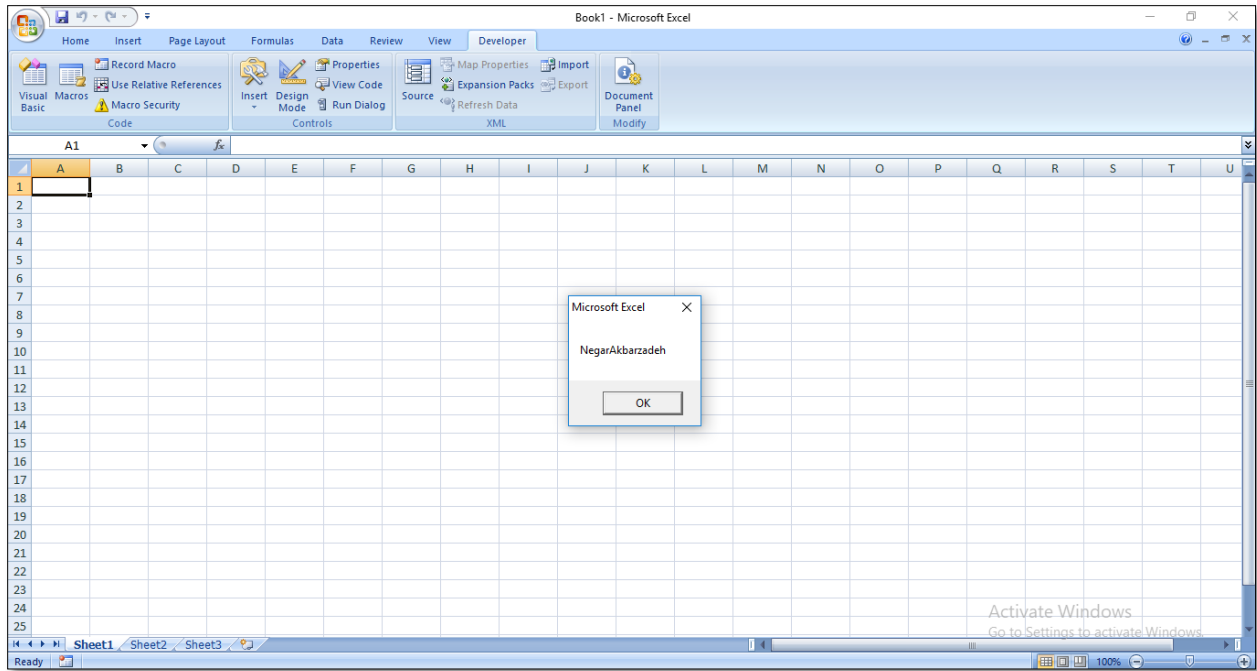 Book1 - Microsoft Excel
Home Insert Page Layout Formulas Data Review View Developer
Visual Basic
Macros
Record Macro
Use Relative References
Macro Security
Code
Insert
Design Mode
Properties
View Code
Run Dialog
Controls
Source
Map Properties
Expansion Packs
Refresh Data
Import
Export
XML
Document Panel
Modify
A1 fx
A B C D E F G H I J K L M N O P Q R S T U
1
2
3
4
5
6
7
8
9
10
11
12
13
14
15
16
17
18
19
20
21
22
23
24
25
Microsoft Excel
NegarAkbarzadeh
OK
Activate Windows
Go to Settings to activate Windows.
Sheet1 Sheet2 Sheet3
Ready 100%